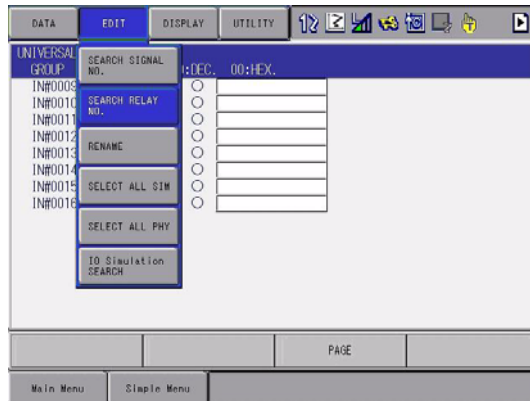 DATA
EDIT
DISPLAY
UTILITY
UNIVERSAL
GROUP
:DEC. 00:HEX.
IN#0009
IN#0010
IN#0011
IN#0012
IN#0013
IN#0014
IN#0015
IN#0016
SEARCH SIGNAL
NO.
SEARCH RELAY
NO.
RENAME
SELECT ALL SIM
SELECT ALL PHY
IO Simulation
SEARCH
PAGE
Main Menu
Simple Menu